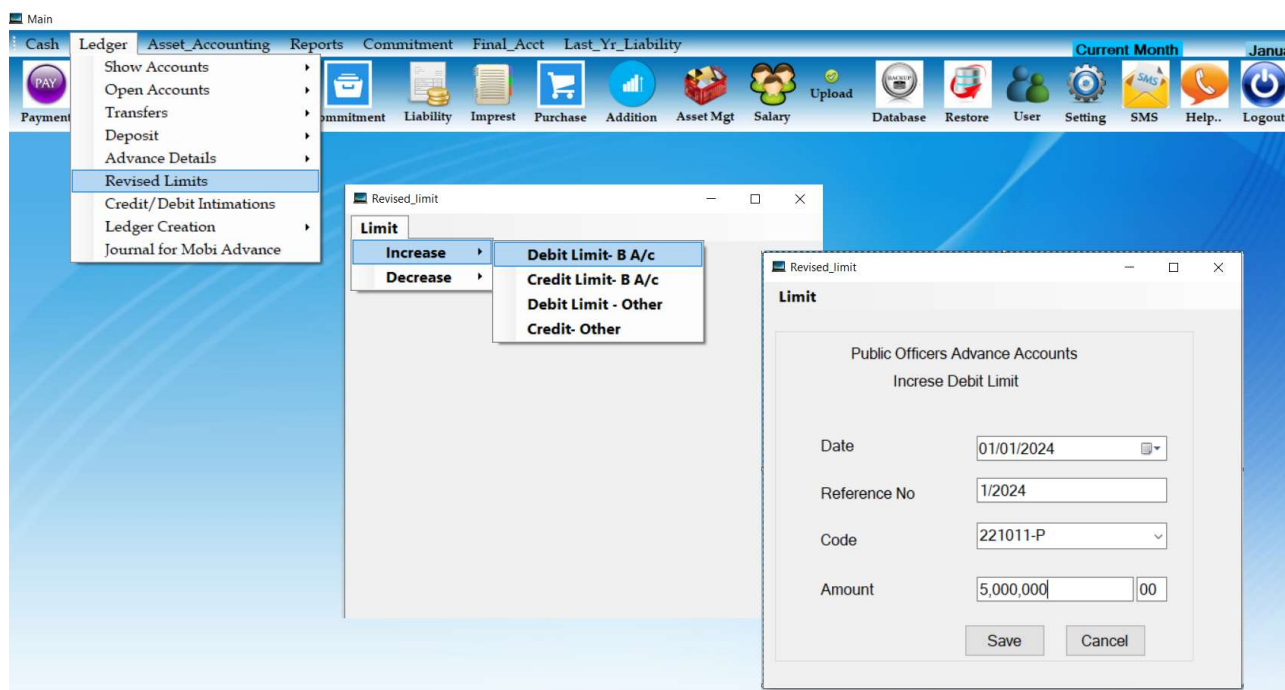 Main
Cash Ledger Asset_Accounting Reports Commitment Final_Acct Last_Yr_Liability
Current Month Janua
Show Accounts
Open Accounts
Transfers
Deposit
Advance Details
Revised Limits
Credit/Debit Intimations
Ledger Creation
Journal for Mobi Advance
PAY
BACKUP
SMS
Upload
Payment ommitment Liability Imprest Purchase Addition Asset Mgt Salary Database Restore User Setting SMS Help.. Logout
Revised_limit
Limit
Increase
Decrease
Debit Limit- B A/c
Credit Limit- B A/c
Debit Limit - Other
Credit- Other
Revised_limit
Limit
Public Officers Advance Accounts
Increse Debit Limit
Date 01/01/2024
Reference No 1/2024
Code 221011-P
Amount 5,000,000 00
Save Cancel